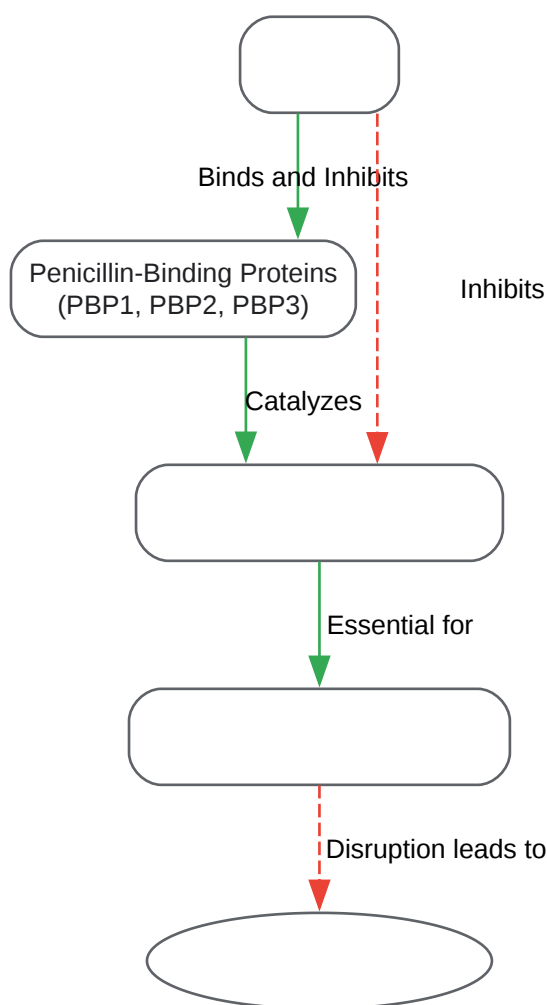 Binds and Inhibits
Penicillin-Binding Proteins
(PBP1, PBP2, PBP3)
Inhibits
Catalyzes
Essential for
Disruption leads to